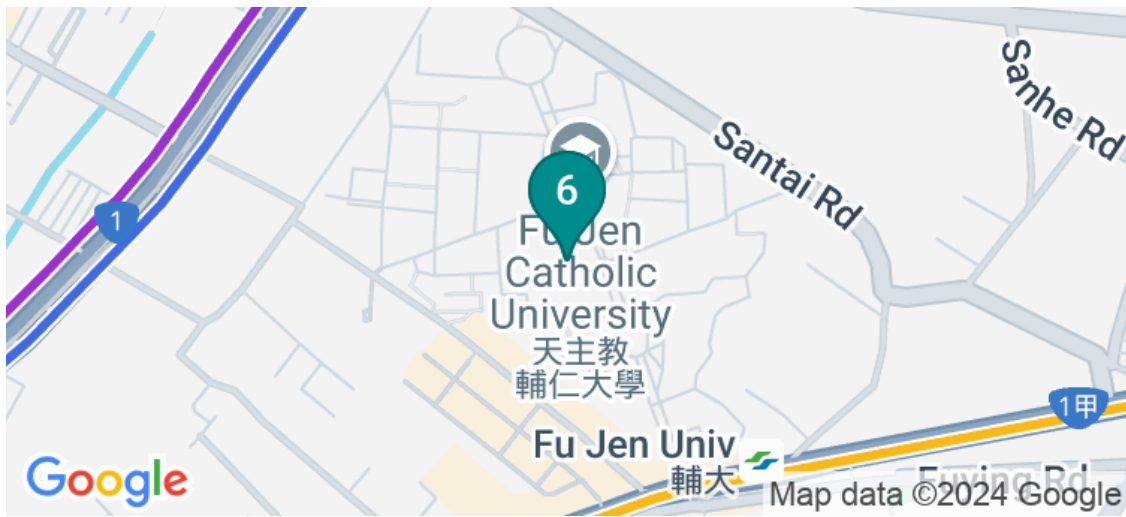 Sanhe Rd
Santai Rd
1
6
Fu Jen
Catholic
University
天主教
輔仁大學
1甲
Fu Jen Univ
輔大
Fuying Rd
Google
Map data ©2024 Google